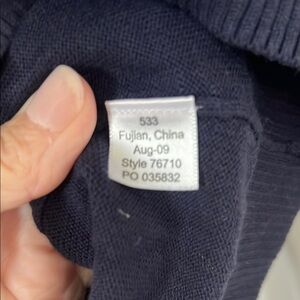 533
Fujian, China
Aug-09
Style 76710
PO 035832